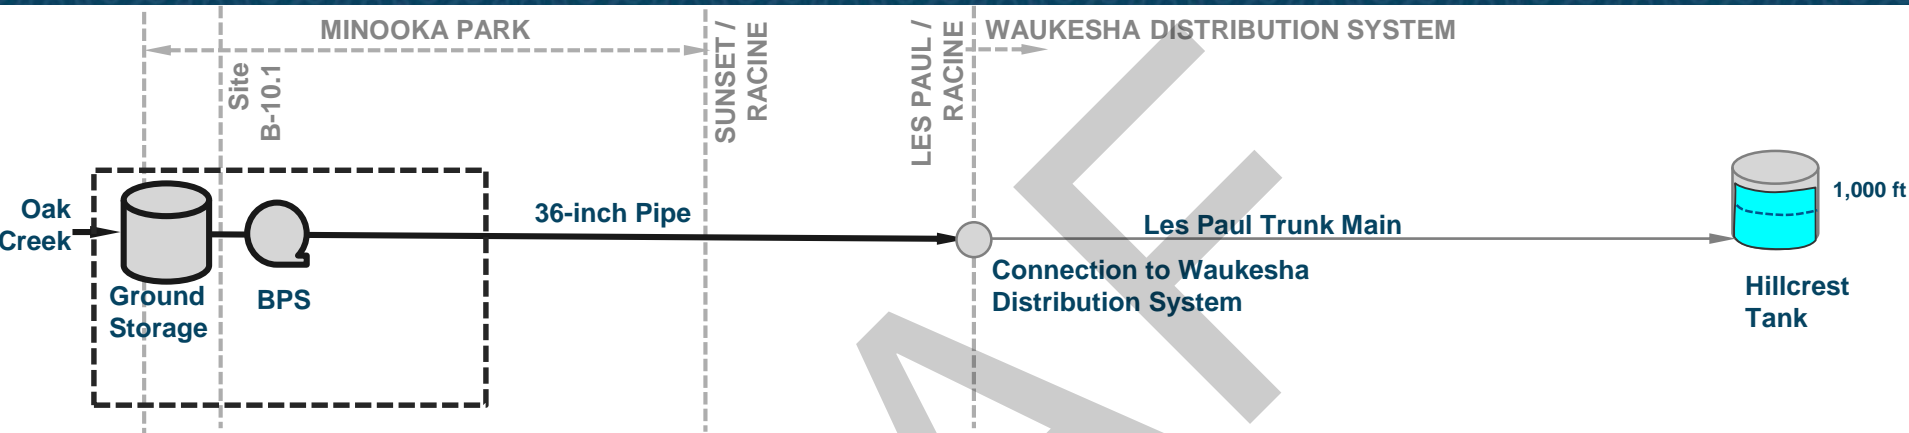 MINOOKA PARK
WAUKESHA DISTRIBUTION SYSTEM
Site
B-10.1
SUNSET /
RACINE
LES PAUL /
RACINE
Oak
Creek
36-inch Pipe
Les Paul Trunk Main
1,000 ft
Ground
Storage
BPS
Connection to Waukesha
Distribution System
Hillcrest
Tank